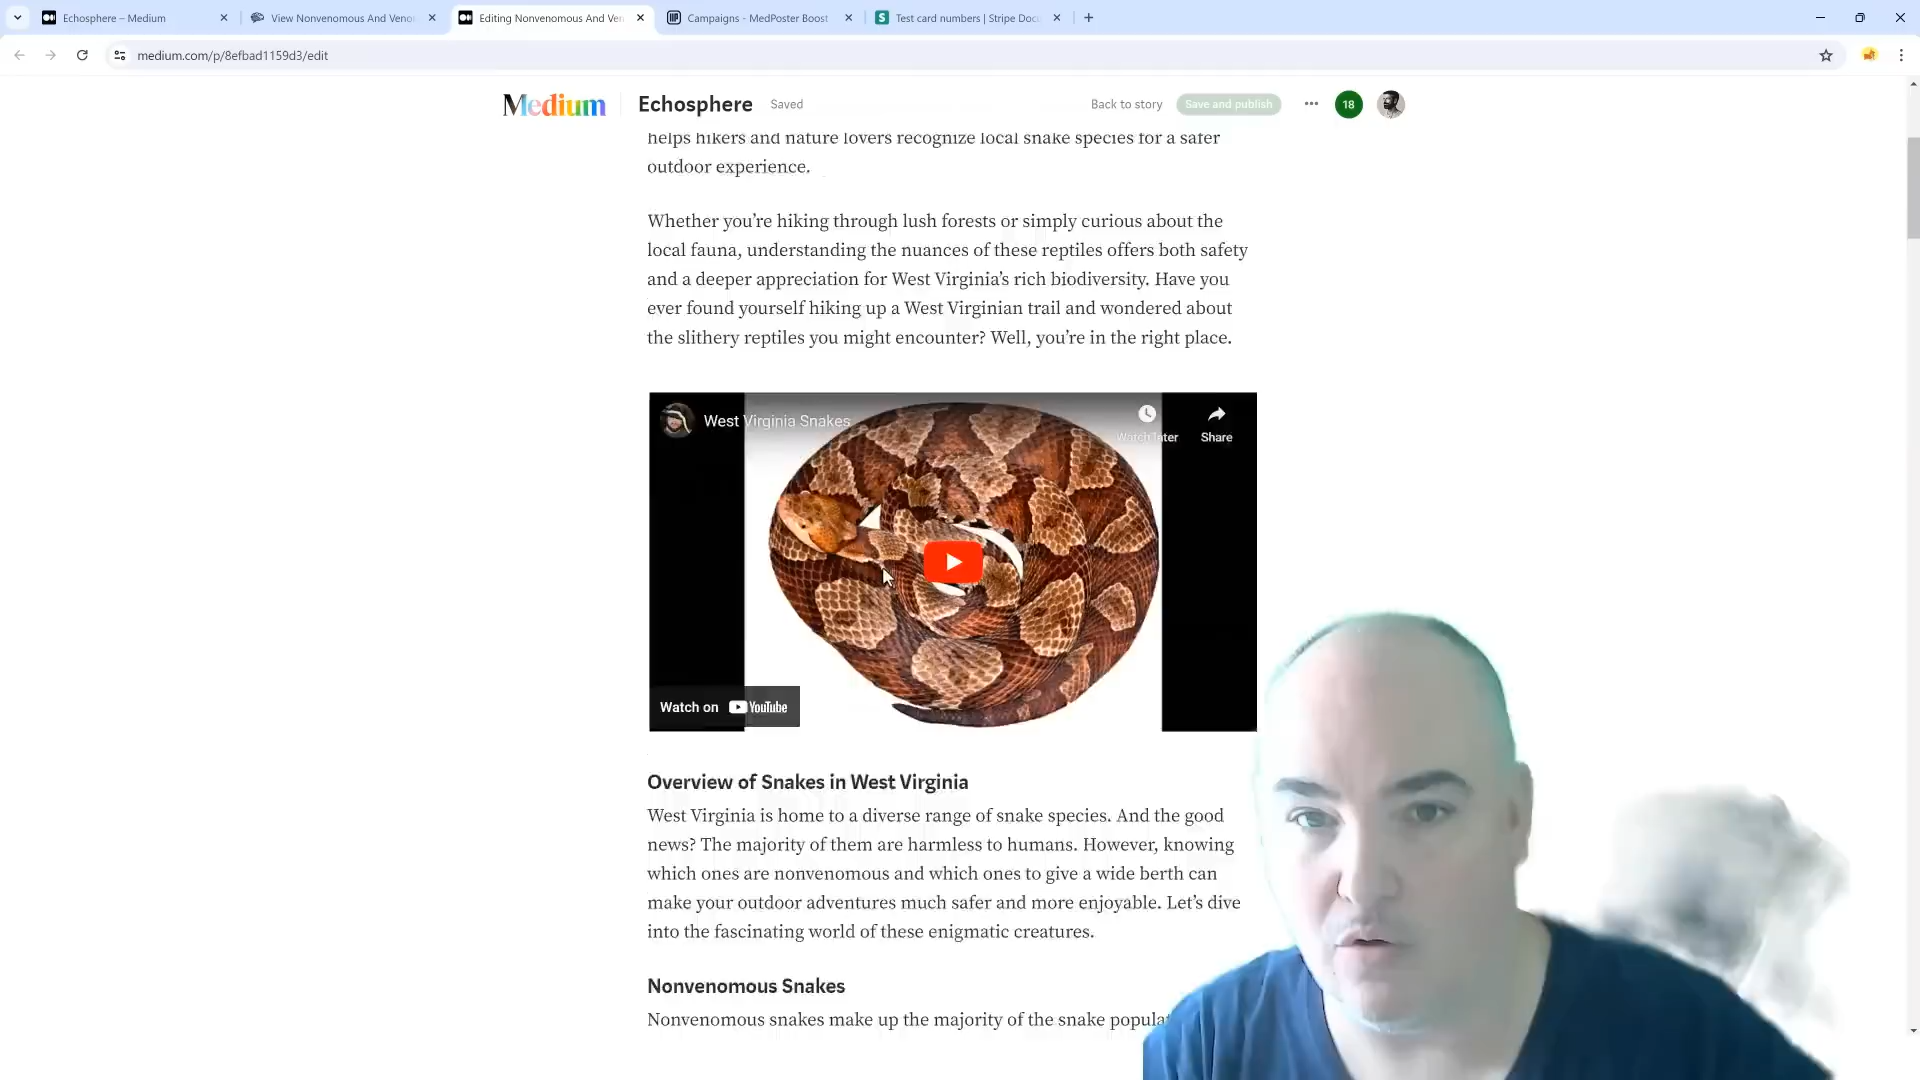 Echosphere – Medium
View Nonvenomous And Veno
Editing Nonvenomous And Ven
Campaigns - MedPoster Boost
Test card numbers | Stripe Doc
medium.com/p/8efbad1159d3/edit
Medium
Echosphere
Saved
Back to story
Save and publish
18
helps hikers and nature lovers recognize local snake species for a safer
outdoor experience.
Whether you’re hiking through lush forests or simply curious about the
local fauna, understanding the nuances of these reptiles offers both safety
and a deeper appreciation for West Virginia’s rich biodiversity. Have you
ever found yourself hiking up a West Virginian trail and wondered about
the slithery reptiles you might encounter? Well, you’re in the right place.
West Virginia Snakes
Watch later
Share
Watch on YouTube
Overview of Snakes in West Virginia
West Virginia is home to a diverse range of snake species. And the good
news? The majority of them are harmless to humans. However, knowing
which ones are nonvenomous and which ones to give a wide berth can
make your outdoor adventures much safer and more enjoyable. Let’s dive
into the fascinating world of these enigmatic creatures.
Nonvenomous Snakes
Nonvenomous snakes make up the majority of the snake populat